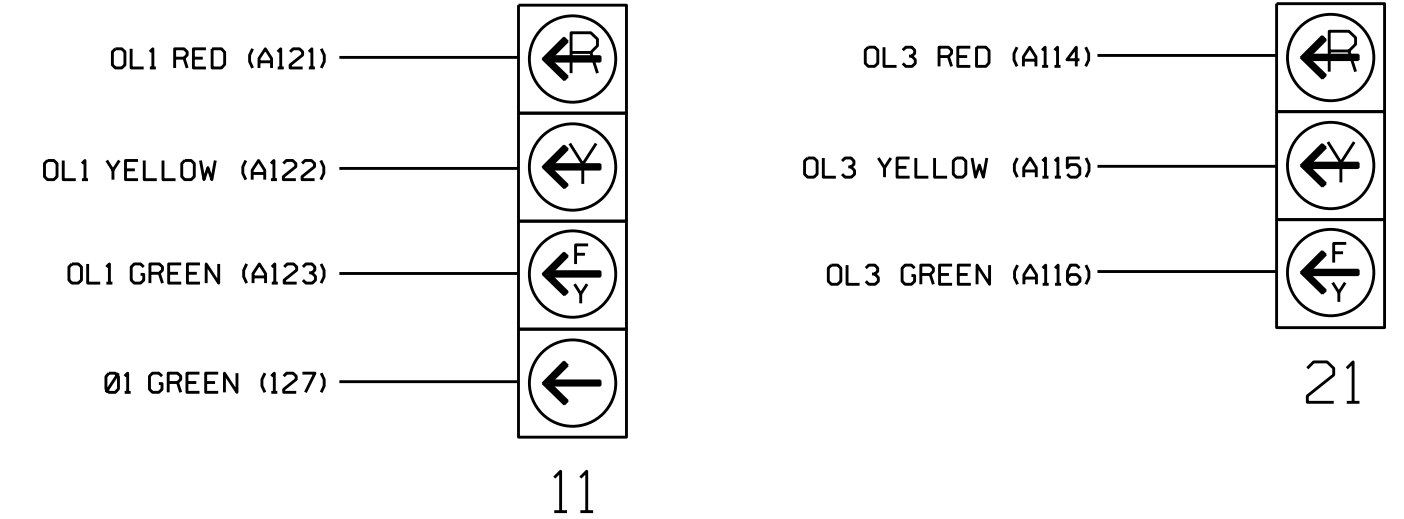 OL1 RED (A121)
R
OL1 YELLOW (A122)
Y
OL1 GREEN (A123)
F
Y
Ø1 GREEN (127)
11
OL3 RED (A114)
R
OL3 YELLOW (A115)
Y
OL3 GREEN (A116)
F
Y
21